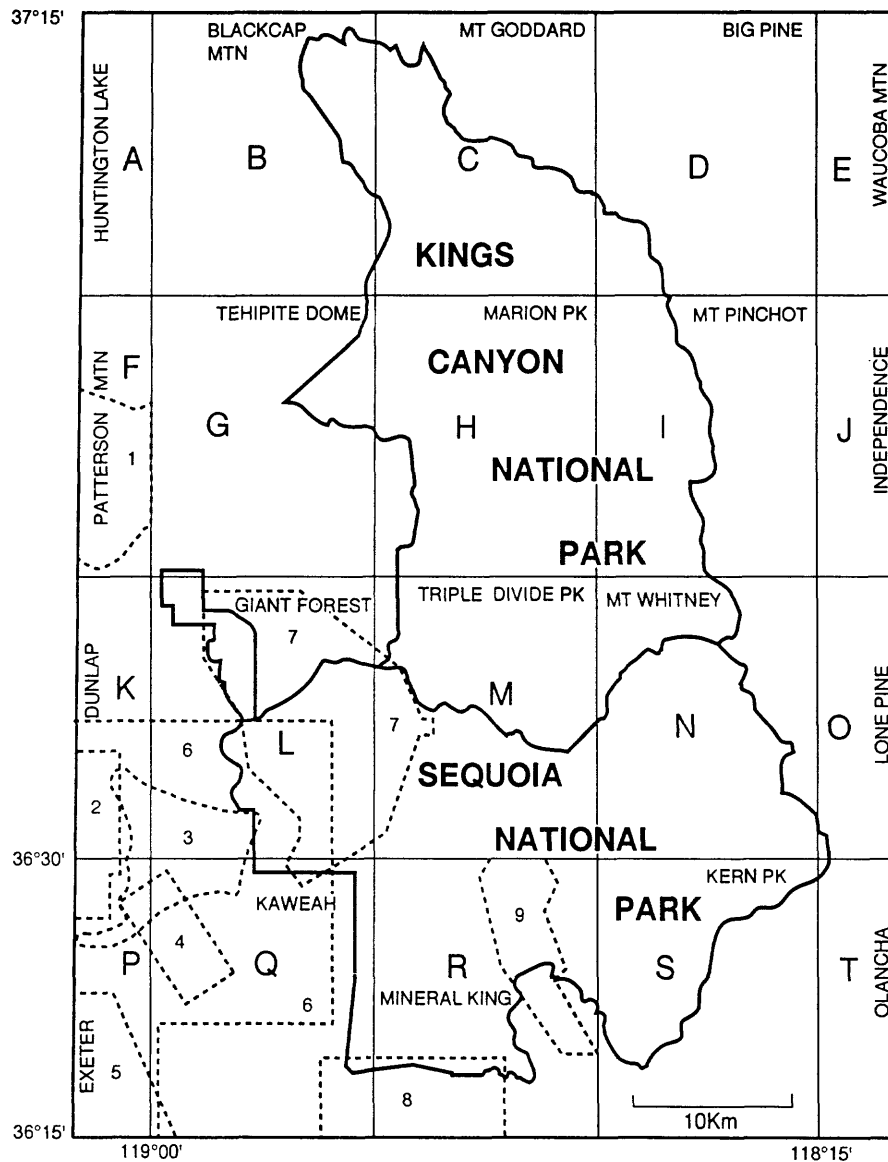 37°15'
BLACKCAP
MTN
MT GODDARD
BIG PINE
HUNTINGTON LAKE
A
B
C
D
E
WAUCOBA MTN
KINGS
TEHIPITE DOME
MARION PK
MT PINCHOT
CANYON
PATTERSON MTN
F
1
G
H
I
J
INDEPENDENCE
NATIONAL
PARK
GIANT FOREST
TRIPLE DIVIDE PK
MT WHITNEY
7
DUNLAP
K
6
L
7
M
N
O
LONE PINE
SEQUOIA
2
3
NATIONAL
36°30'
KAWEAH
KERN PK
PARK
4
9
P
Q
R
S
T
OLANCHA
MINERAL KING
6
EXETER
5
8
10Km
36°15'
119°00'
118°15'